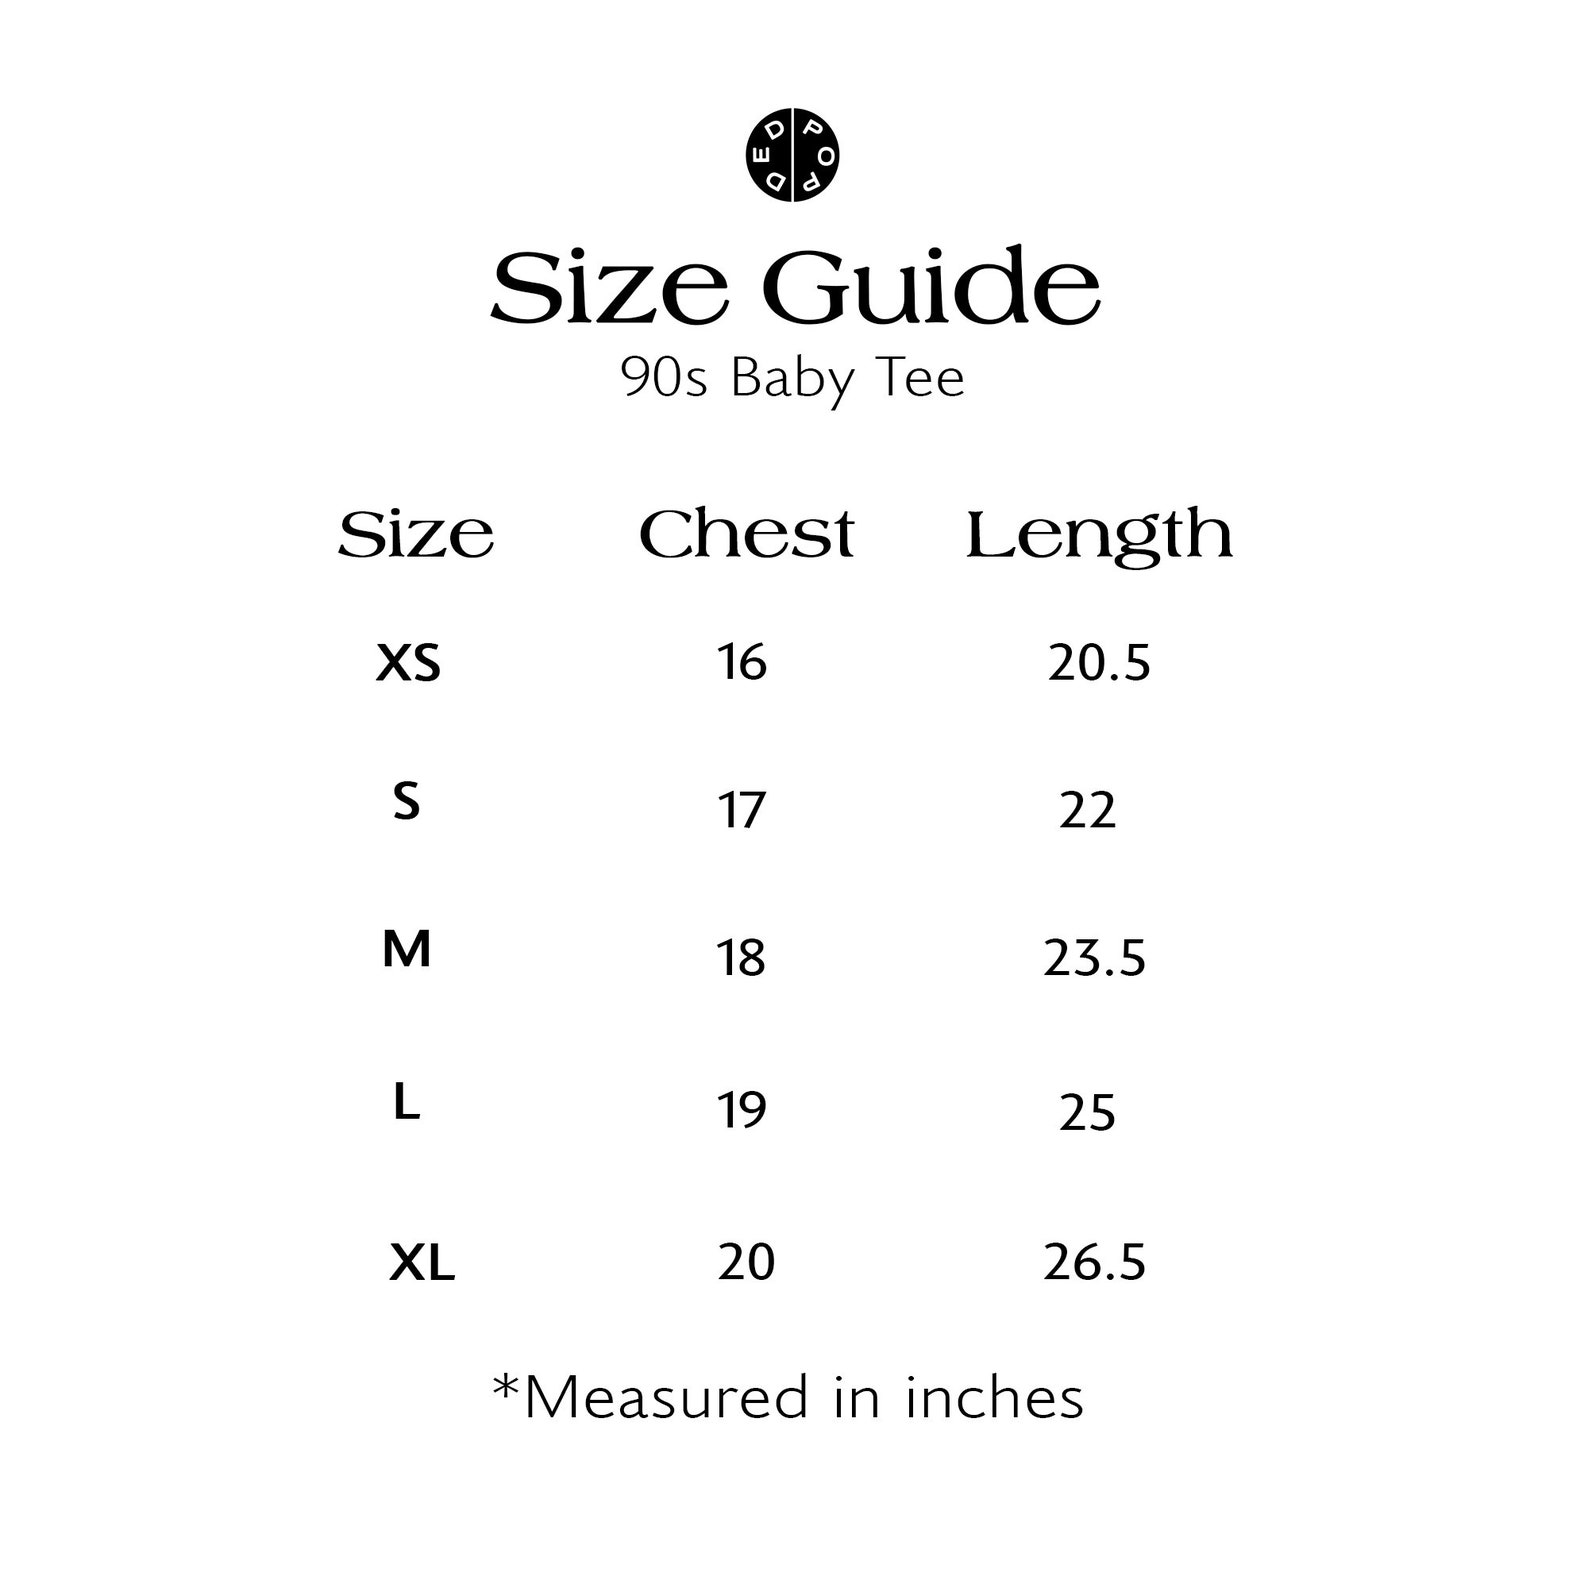 DED POP
Size Guide
90s Baby Tee
Size Chest Length
XS 16 20.5
S 17 22
M 18 23.5
L 19 25
XL 20 26.5
*Measured in inches